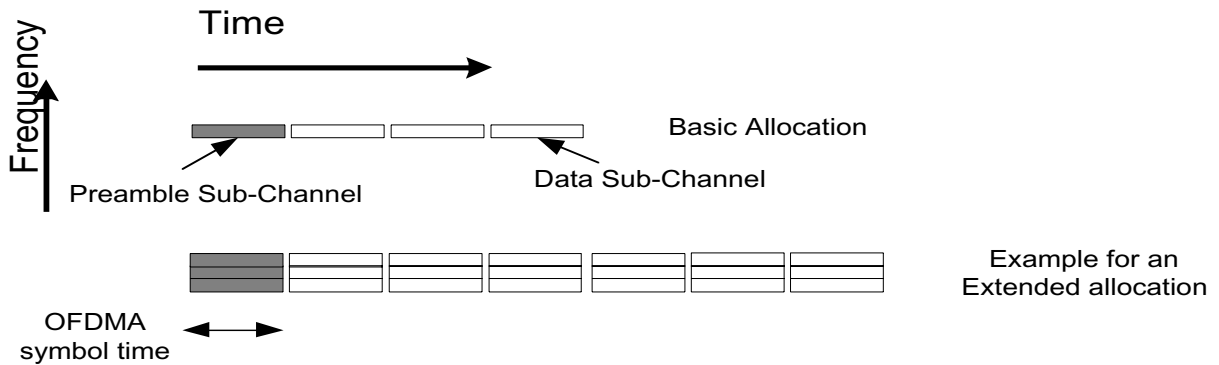 Time
Frequency
Basic Allocation
Preamble Sub-Channel
Data Sub-Channel
Example for an
Extended allocation
OFDMA
symbol time